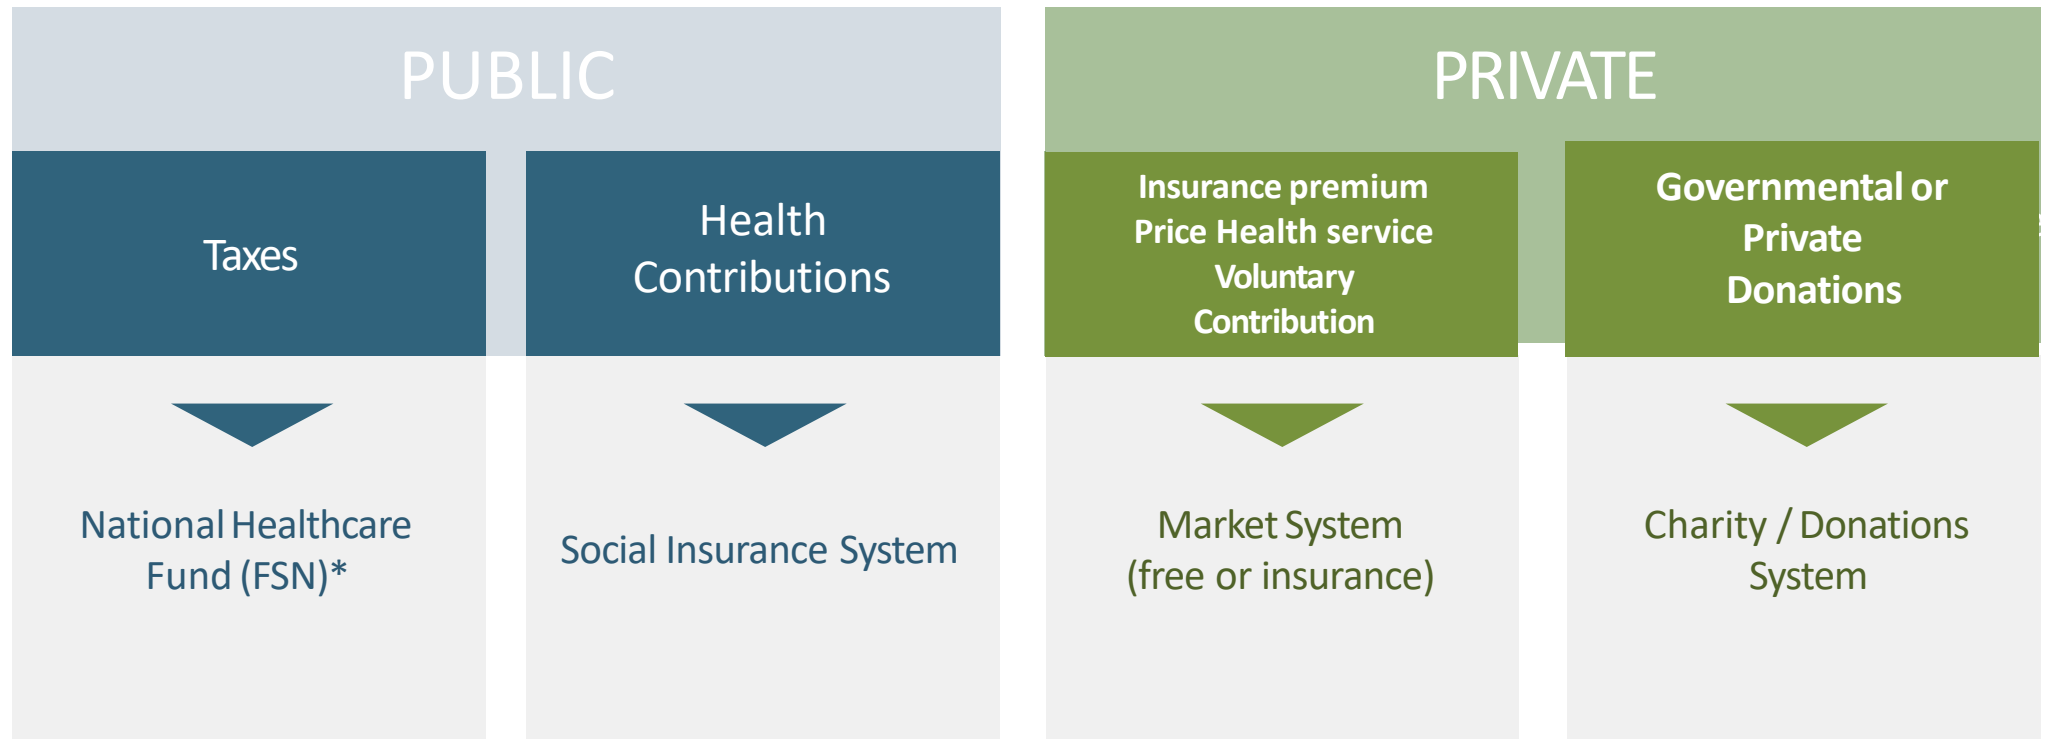 PUBLIC
PRIVATE
Taxes
Health
Contributions
Insurance premium
Price Health service
Voluntary
Contribution
Governmental or
Private
Donations
National Healthcare
Fund (FSN)*
Social Insurance System
Market System
(free or insurance)
Charity / Donations
System